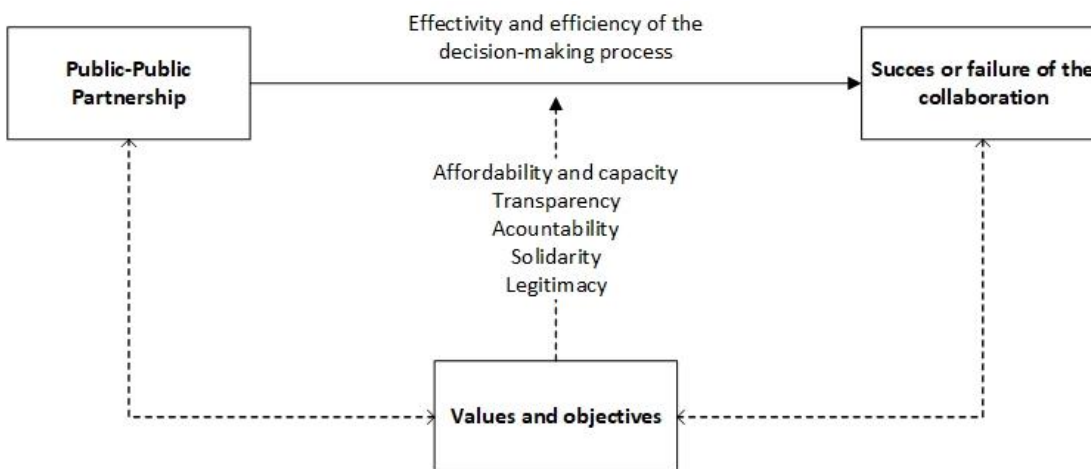 Effectivity and efficiency of the
decision-making process
Public-Public
Partnership
Succes or failure of the
collaboration
Affordability and capacity
Transparency
Acountability
Solidarity
Legitimacy
Values and objectives